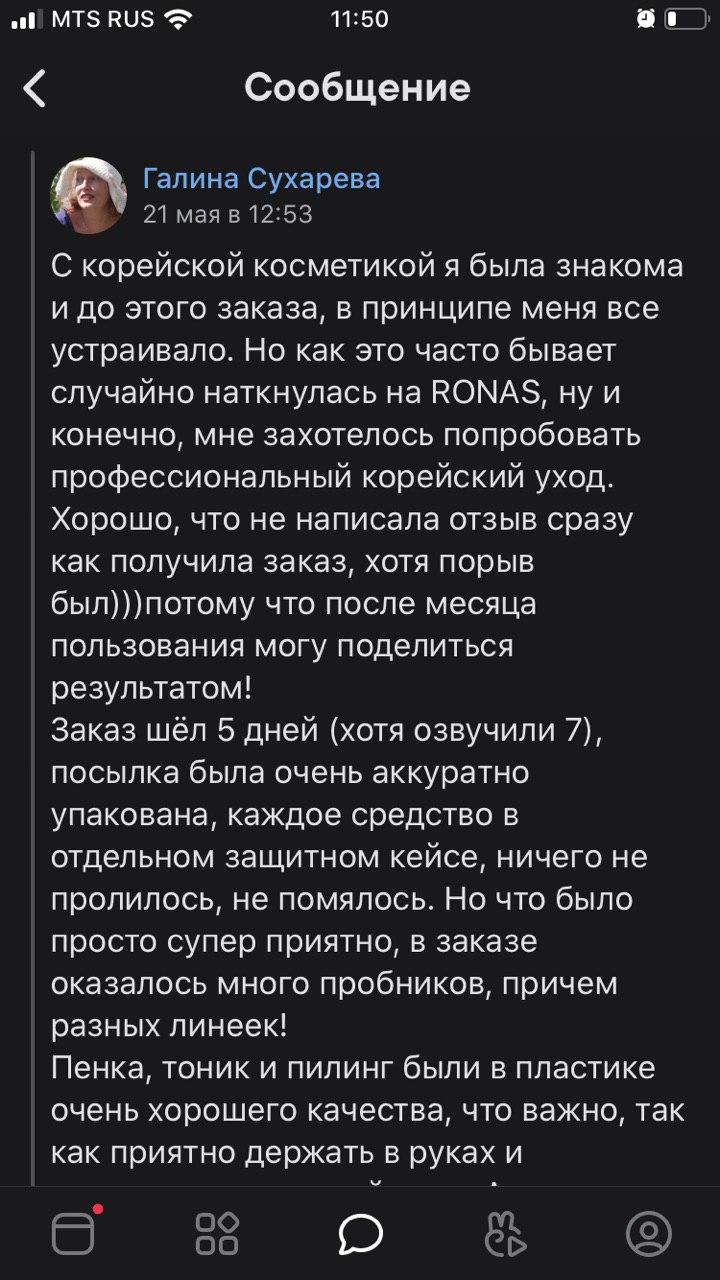 MTS RUS 11:50
Сообщение
Галина Сухарева
21 мая в 12:53
С корейской косметикой я была знакома
и до этого заказа, в принципе меня все
устраивало. Но как это часто бывает
случайно наткнулась на RONAS, ну и
конечно, мне захотелось попробовать
профессиональный корейский уход.
Хорошо, что не написала отзыв сразу
как получила заказ, хотя порыв
был)))потому что после месяца
пользования могу поделиться
результатом!
Заказ шёл 5 дней (хотя озвучили 7),
посылка была очень аккуратно
упакована, каждое средство в
отдельном защитном кейсе, ничего не
пролилось, не помялось. Но что было
просто супер приятно, в заказе
оказалось много пробников, причем
разных линеек!
Пенка, тоник и пилинг были в пластике
очень хорошего качества, что важно, так
как приятно держать в руках и